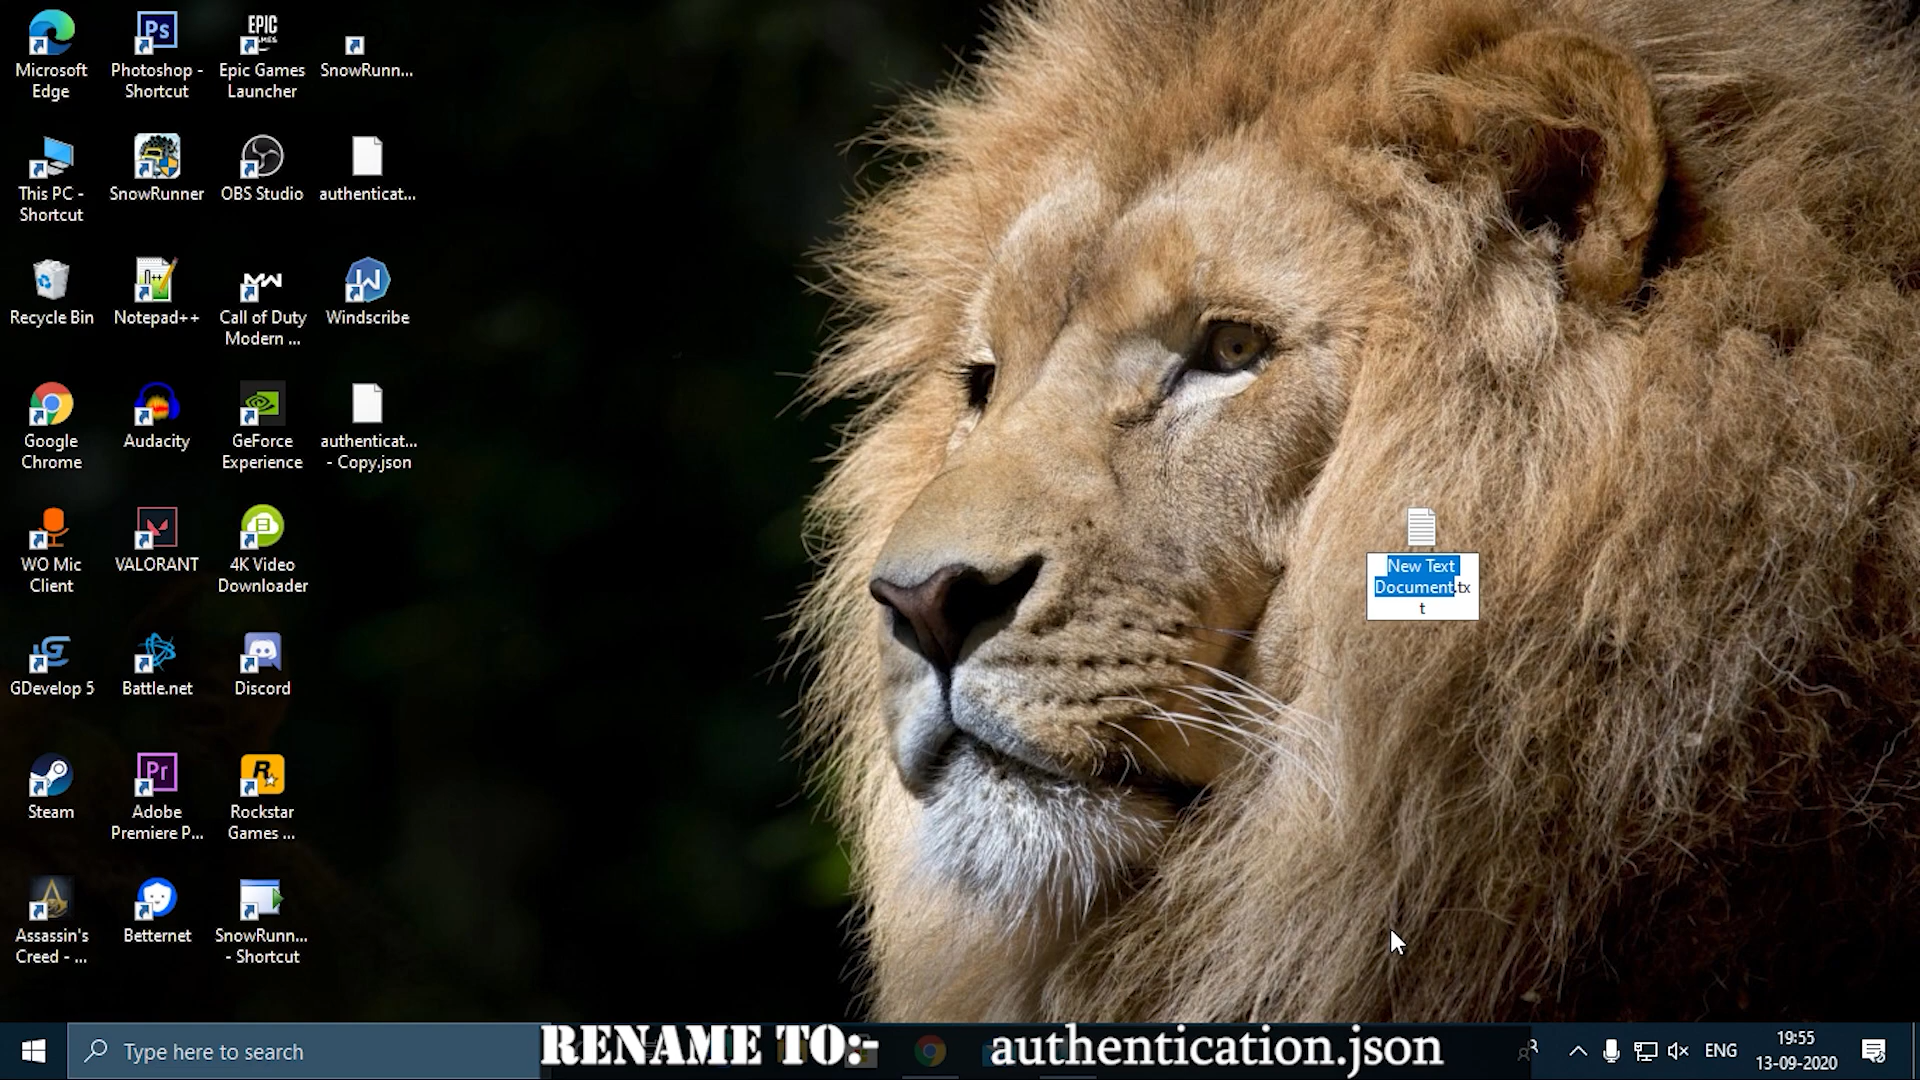 Microsoft
Edge
Photoshop -
Shortcut
EPIC
GAMES
Epic Games
Launcher
SnowRunn...
This PC -
Shortcut
SnowRunner
OBS Studio
authenticat...
Recycle Bin
Notepad++
Call of Duty
Modern ...
Windscribe
Google
Chrome
Audacity
GeForce
Experience
authenticat...
- Copy.json
WO Mic
Client
VALORANT
4K Video
Downloader
New Text
Document.tx
t
GDevelop 5
Battle.net
Discord
Steam
Adobe
Premiere P...
Rockstar
Games ...
Assassin's
Creed - ...
Betternet
SnowRunn...
- Shortcut
Type here to search
RENAME TO:- authentication.json
ENG
19:55
13-09-2020